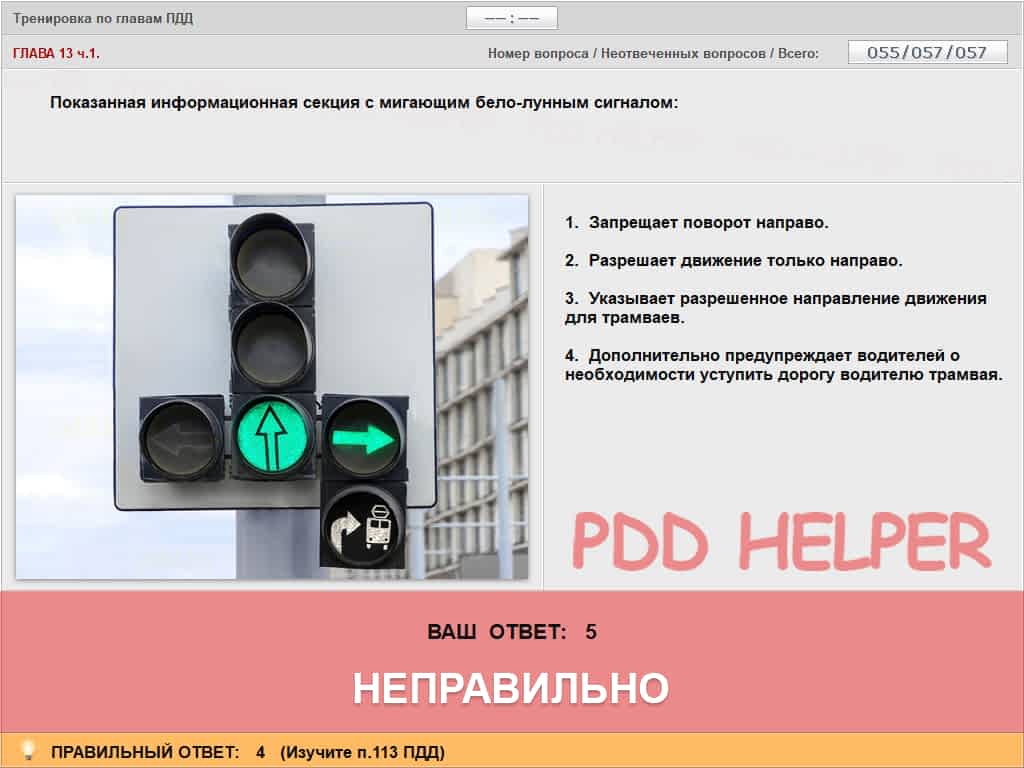 Тренировка по главам ПДД
—— : ——
ГЛАВА 13 ч.1.
Номер вопроса / Неотвеченных вопросов / Всего:
055/057/057
Показанная информационная секция с мигающим бело-лунным сигналом:
1. Запрещает поворот направо.
2. Разрешает движение только направо.
3. Указывает разрешенное направление движения
для трамваев.
4. Дополнительно предупреждает водителей о
необходимости уступить дорогу водителю трамвая.
PDD HELPER
ВАШ ОТВЕТ: 5
НЕПРАВИЛЬНО
ПРАВИЛЬНЫЙ ОТВЕТ: 4 (Изучите п.113 ПДД)